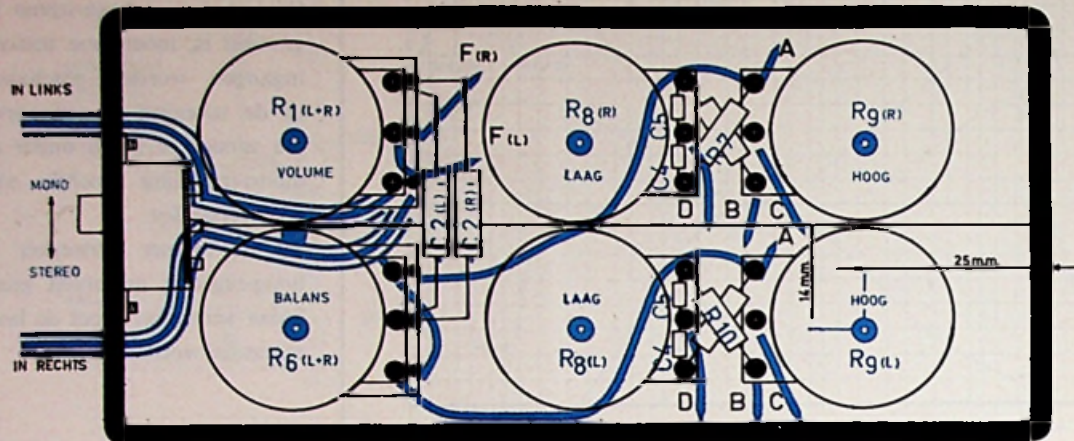 IN LINKS
MONO
STEREO
IN RECHTS
R1(L+R)
VOLUME
F(R)
F(L)
C2(L)
C2(R)
R8(R)
LAAG
C5
C4
R7
A
D
B
C
R9(R)
HOOG
BALANS
R6(L+R)
LAAG
R8(L)
C5
C4
R10
A
D
B
C
14mm
25mm.
HOOG
R9(L)